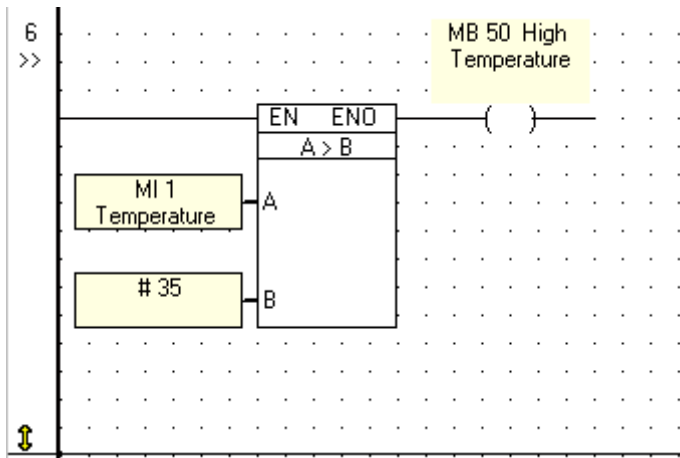 6
>>
MB 50 High
Temperature
EN ENO
A > B
MI 1
Temperature
A
# 35
B